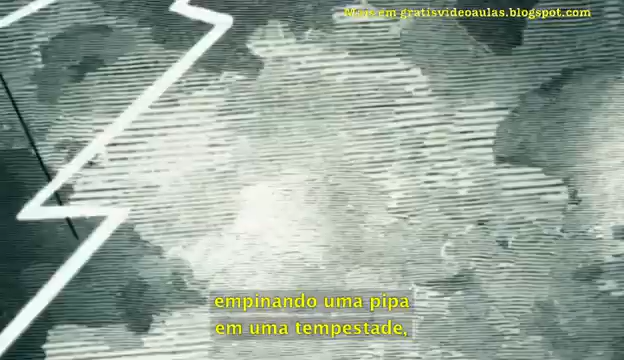 Mais em gratisvideoaulas.blogspot.com
empinando uma pipa
em uma tempestade,